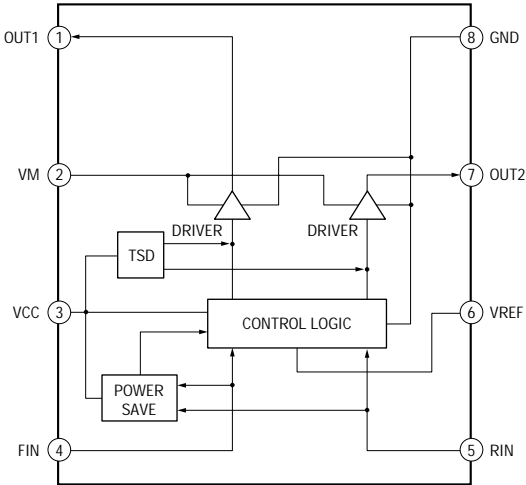 OUT1 1
8 GND
VM 2
7 OUT2
DRIVER
DRIVER
TSD
VCC 3
CONTROL LOGIC
6 VREF
POWER
SAVE
FIN 4
5 RIN